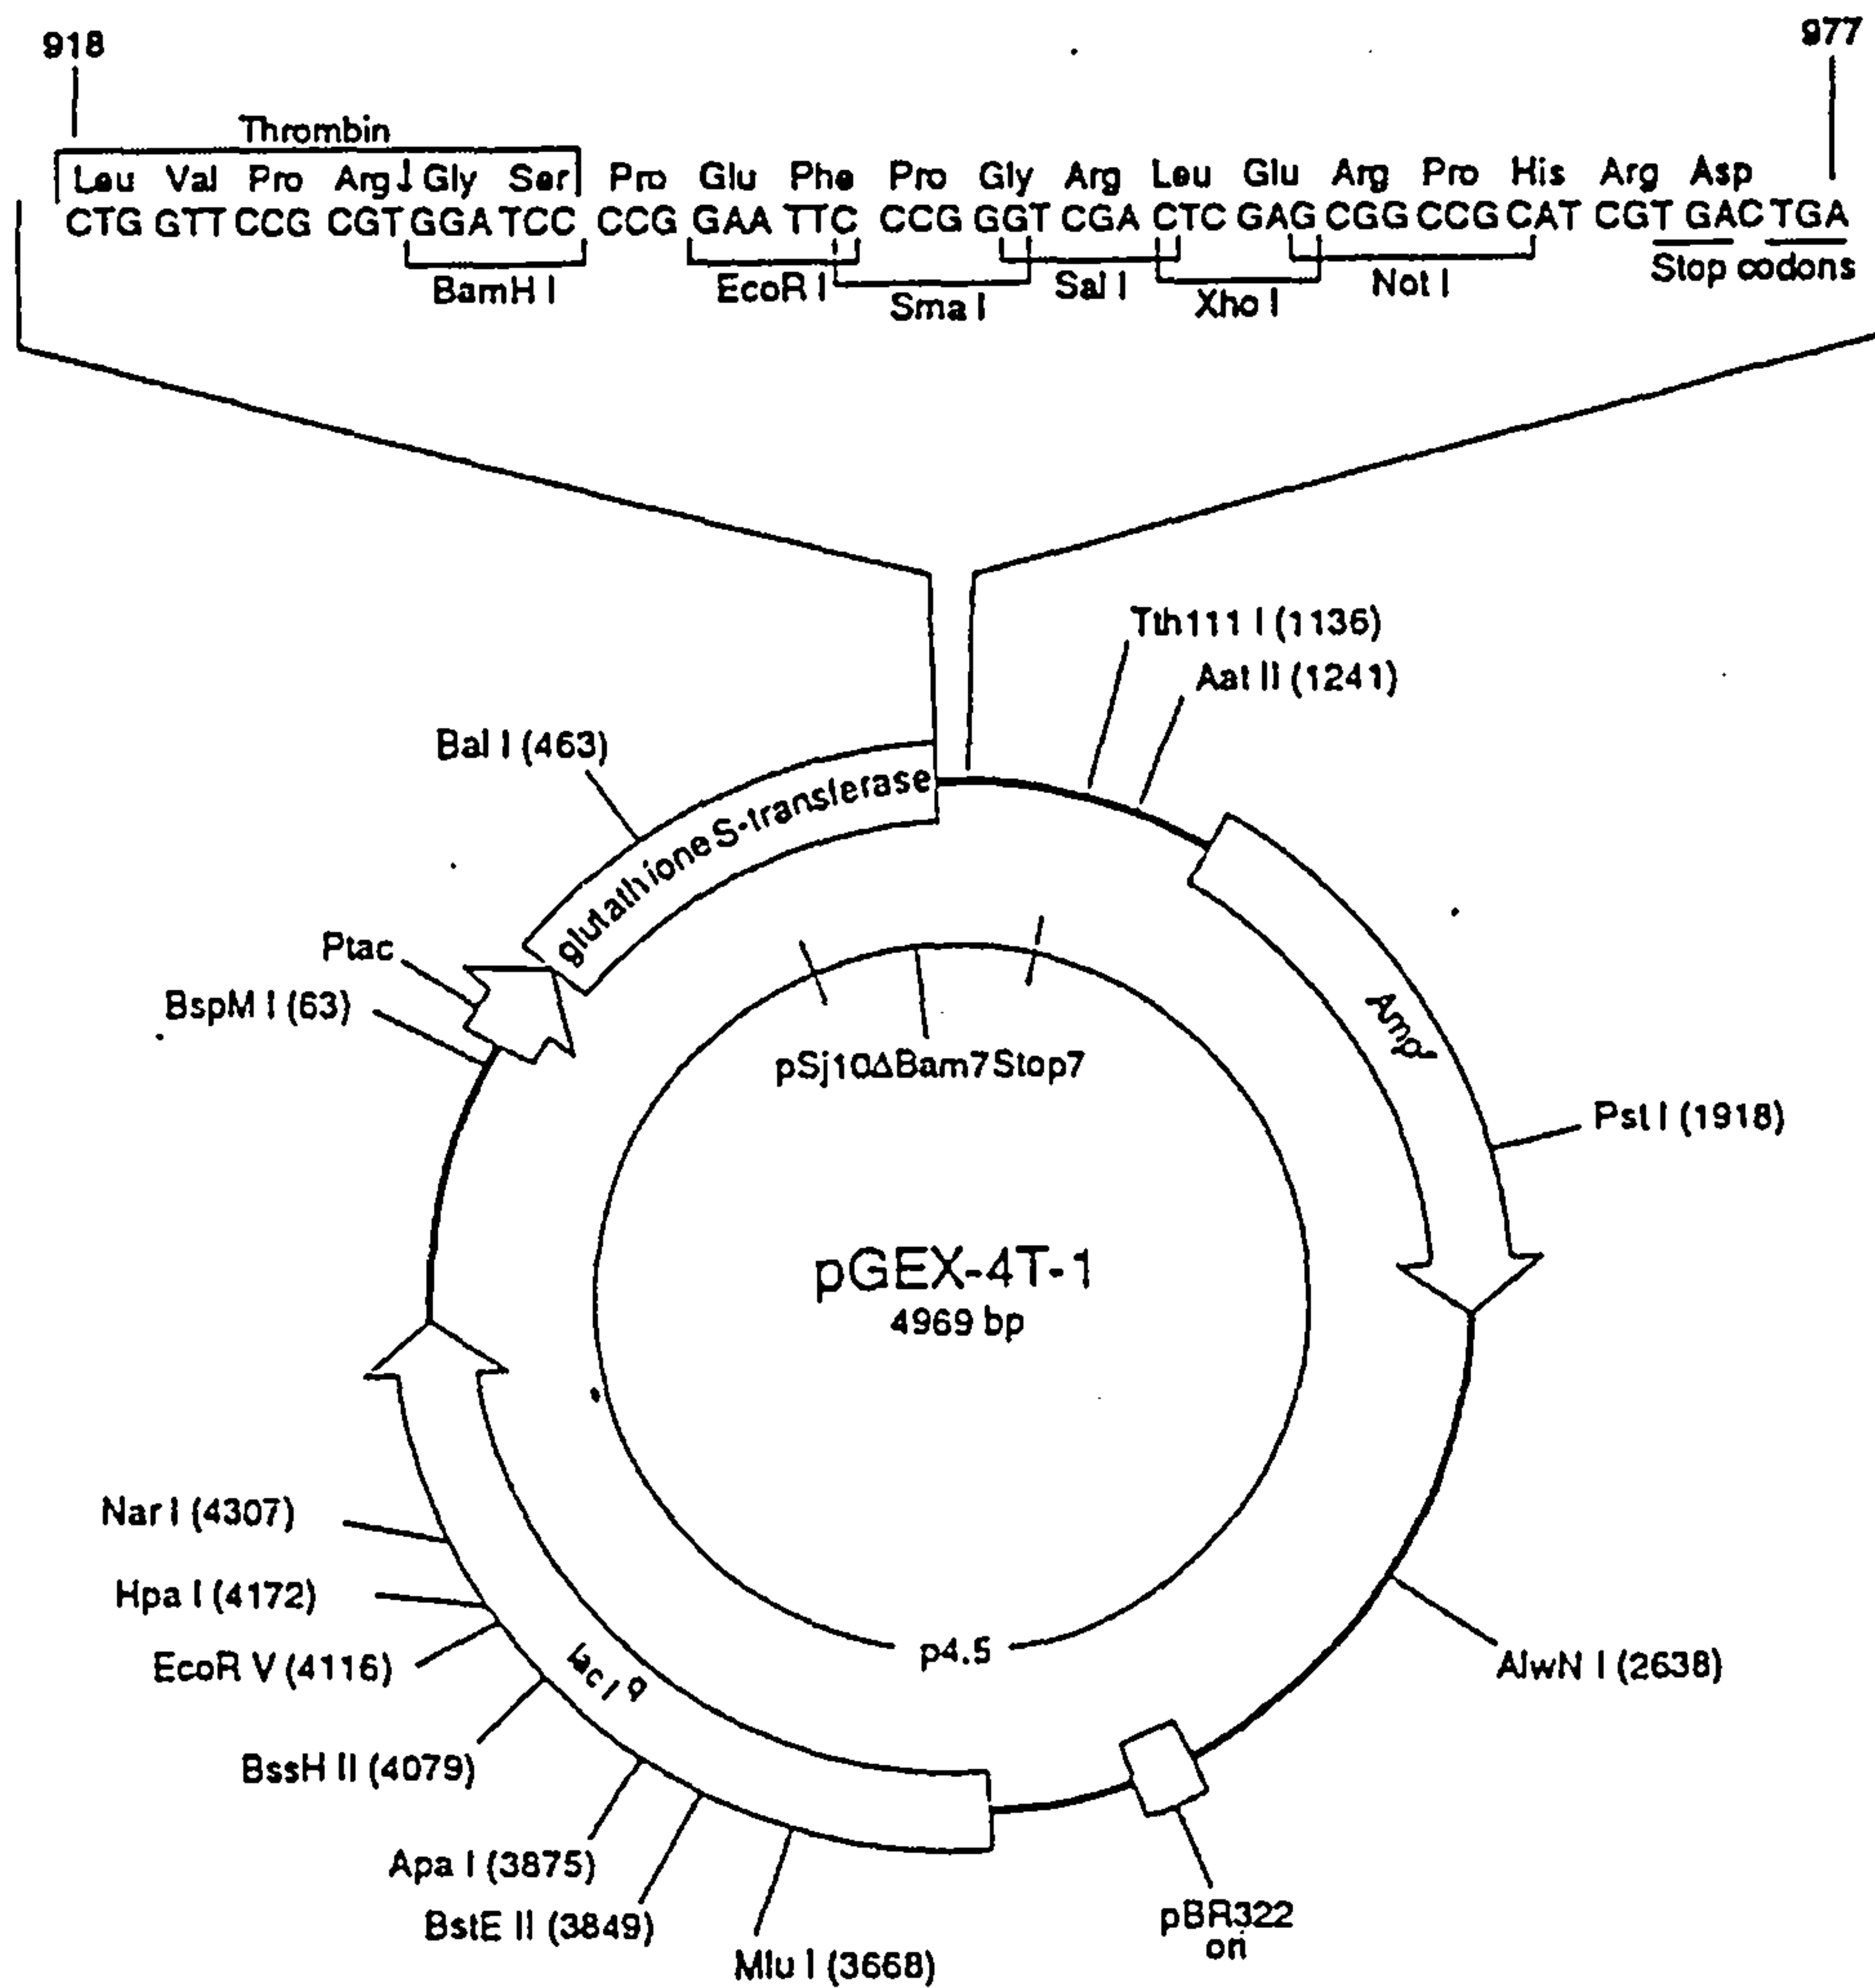 918
977
Thrombin
Leu Val Pro Arg↓Gly Ser Pro Glu Phe Pro Gly Arg Leu Glu Arg Pro His Arg Asp
CTG GTT CCG CGT GGA TCC CCG GAA TTC CCG GGT CGA CTC GAG CGG CCG CAT CGT GAC TGA
BamH I
EcoR I
Sma I
Sal I
Xho I
Not I
Stop codons
Tth111 I (1136)
Aat II (1241)
Bal I (463)
glutathione S-transferase
Ptac
BspM I (63)
Ampr
pSj10ΔBam7Stop7
Pst I (1918)
pGEX-4T-1
4969 bp
Nar I (4307)
Hpa I (4172)
EcoR V (4116)
BssH II (4079)
Lac I q
p4.5
AlwN I (2638)
Apa I (3875)
BstE II (3849)
Mlu I (3668)
pBR322
ori